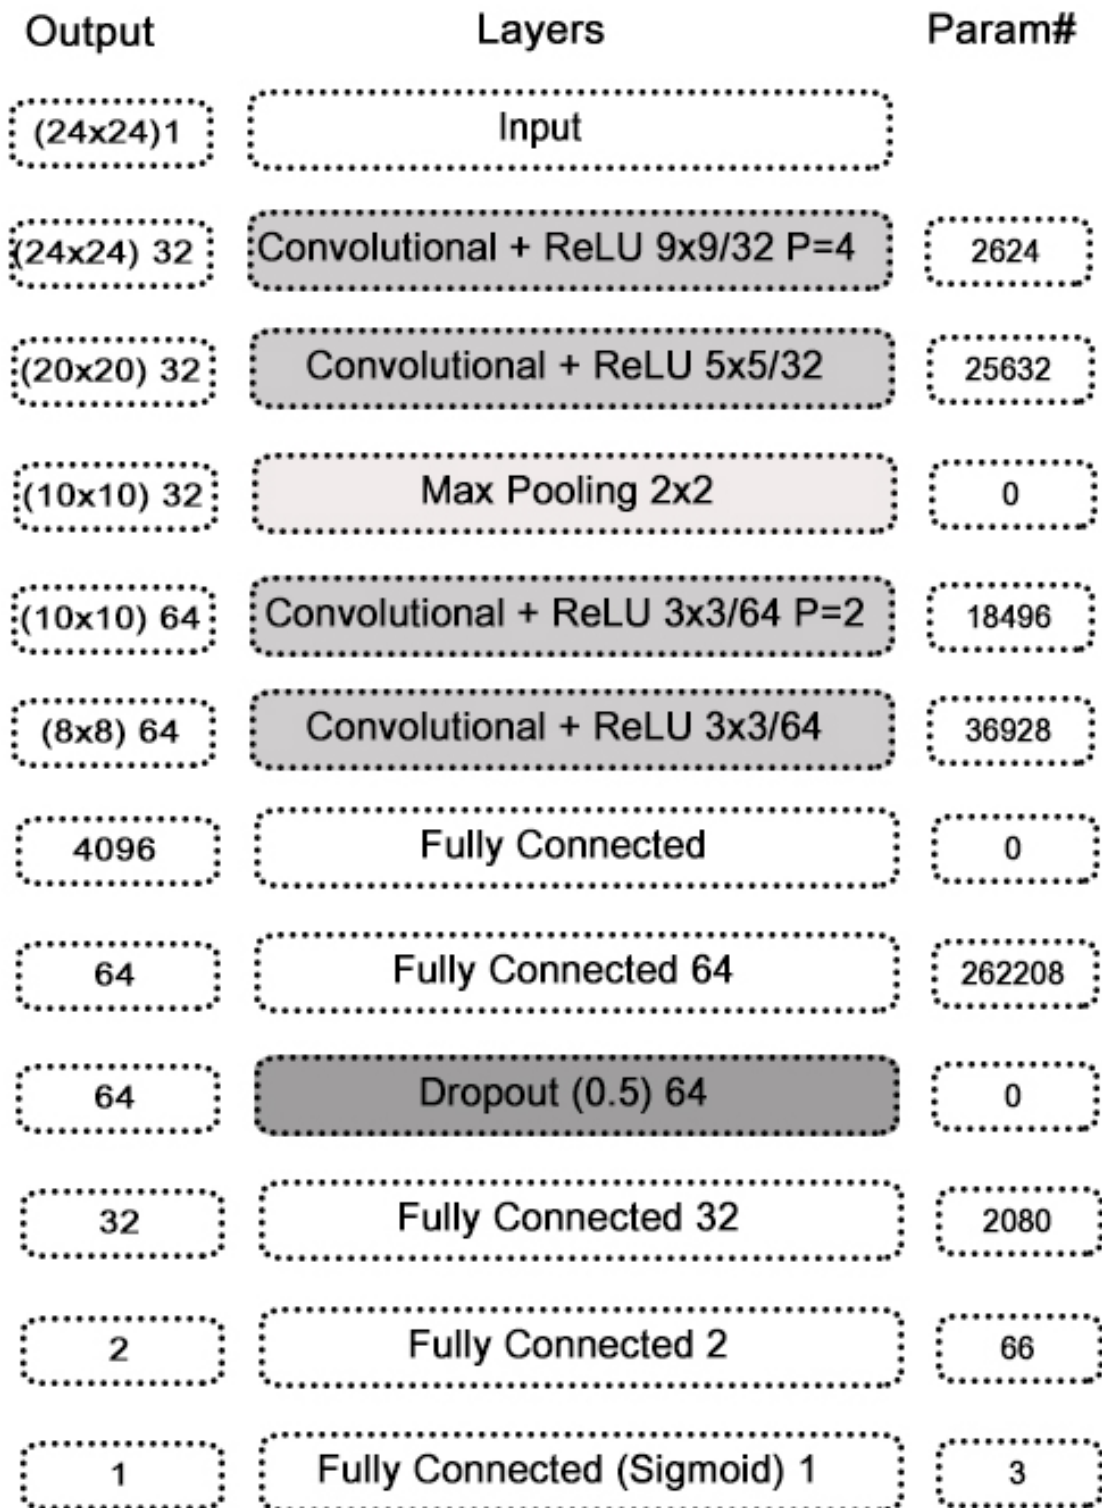 Output Layers Param#
(24x24)1 Input
(24x24) 32 Convolutional + ReLU 9x9/32 P=4 2624
(20x20) 32 Convolutional + ReLU 5x5/32 25632
(10x10) 32 Max Pooling 2x2 0
(10x10) 64 Convolutional + ReLU 3x3/64 P=2 18496
(8x8) 64 Convolutional + ReLU 3x3/64 36928
4096 Fully Connected 0
64 Fully Connected 64 262208
64 Dropout (0.5) 64 0
32 Fully Connected 32 2080
2 Fully Connected 2 66
1 Fully Connected (Sigmoid) 1 3